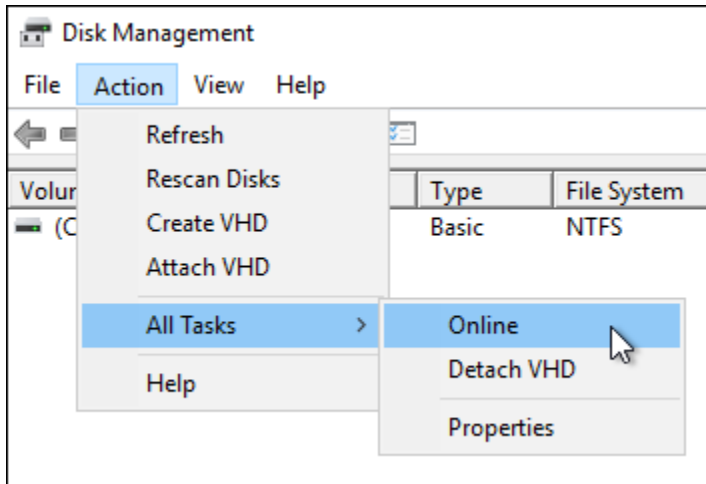 Disk Management
File Action View Help
Refresh
Rescan Disks
Create VHD
Attach VHD
All Tasks
Help
Online
Detach VHD
Properties
Type File System
(C Basic NTFS